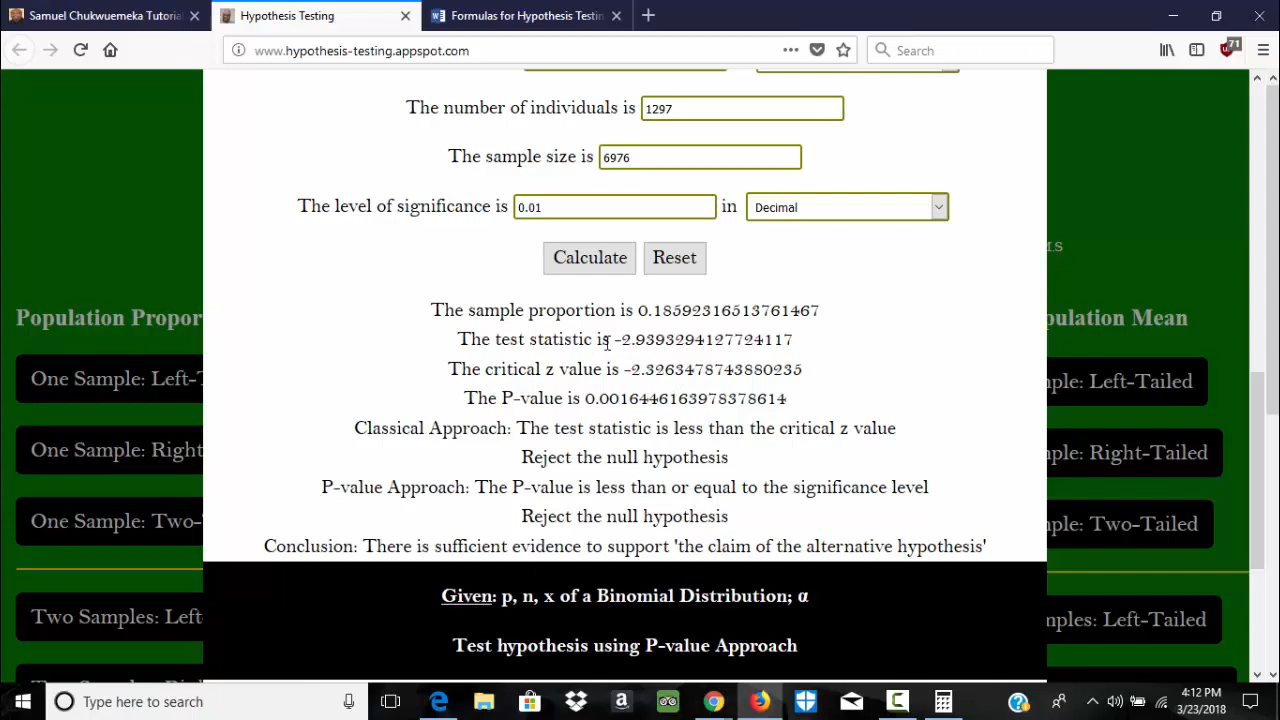 Samuel Chukwuemeka Tutorial
Hypothesis Testing
Formulas for Hypothesis Testin
www.hypothesis-testing.appspot.com
Search
71
The number of individuals is 1297
The sample size is 6976
The level of significance is 0.01 in Decimal
Calculate Reset
The sample proportion is 0.18592316513761467
The test statistic is -2.9393294127724117
The critical z value is -2.3263478743880235
The P-value is 0.0016446163978378614
Classical Approach: The test statistic is less than the critical z value
Reject the null hypothesis
P-value Approach: The P-value is less than or equal to the significance level
Reject the null hypothesis
Conclusion: There is sufficient evidence to support 'the claim of the alternative hypothesis'
Given: p, n, x of a Binomial Distribution; α
Test hypothesis using P-value Approach
Population Propor
One Sample: Left-T
One Sample: Right
One Sample: Two-
Two Samples: Left
pulation Mean
mple: Left-Tailed
mple: Right-Tailed
mple: Two-Tailed
mples: Left-Tailed
Type here to search
4:12 PM
3/23/2018